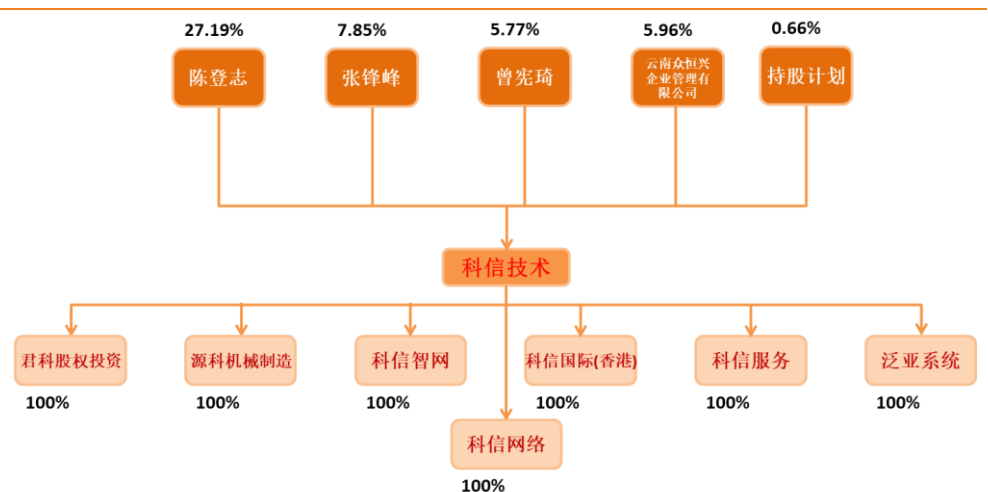 27.19%
7.85%
5.77%
5.96%
0.66%
陈登志
张锋峰
曾宪琦
云南众恒兴
企业管理有
限公司
持股计划
科信技术
君科股权投资
源科机械制造
科信智网
科信国际(香港)
科信服务
泛亚系统
100%
100%
100%
100%
100%
100%
科信网络
100%